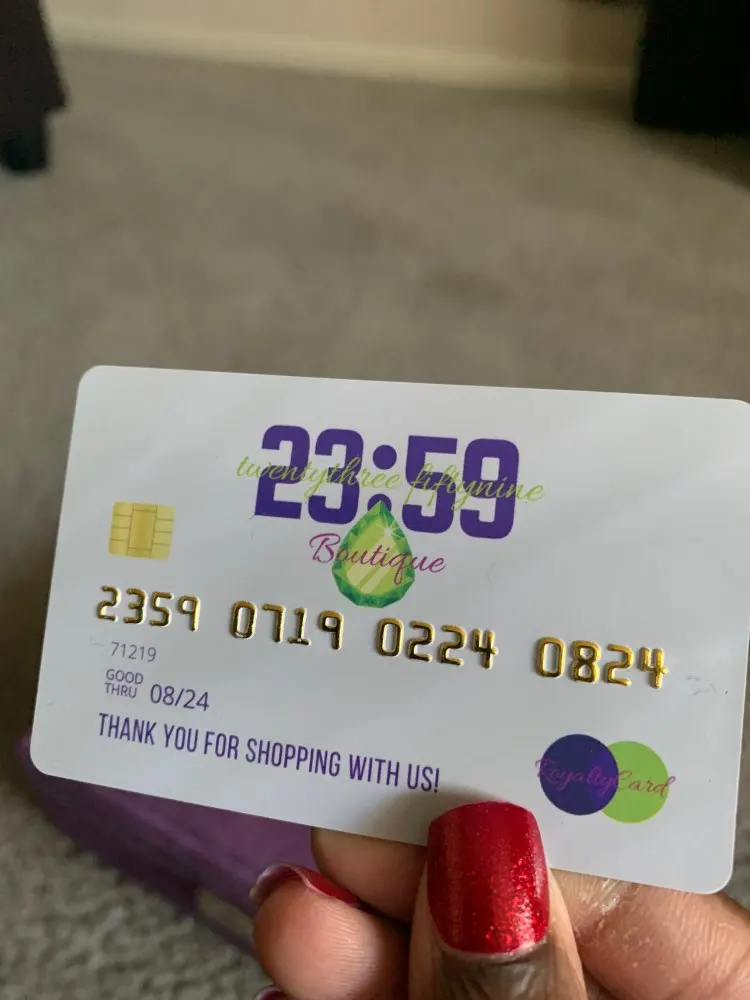 23:59
twentythree fiftynine
Boutique
2359 0719 0224 0824
71219
GOOD THRU 08/24
THANK YOU FOR SHOPPING WITH US!
RoyaltyCard